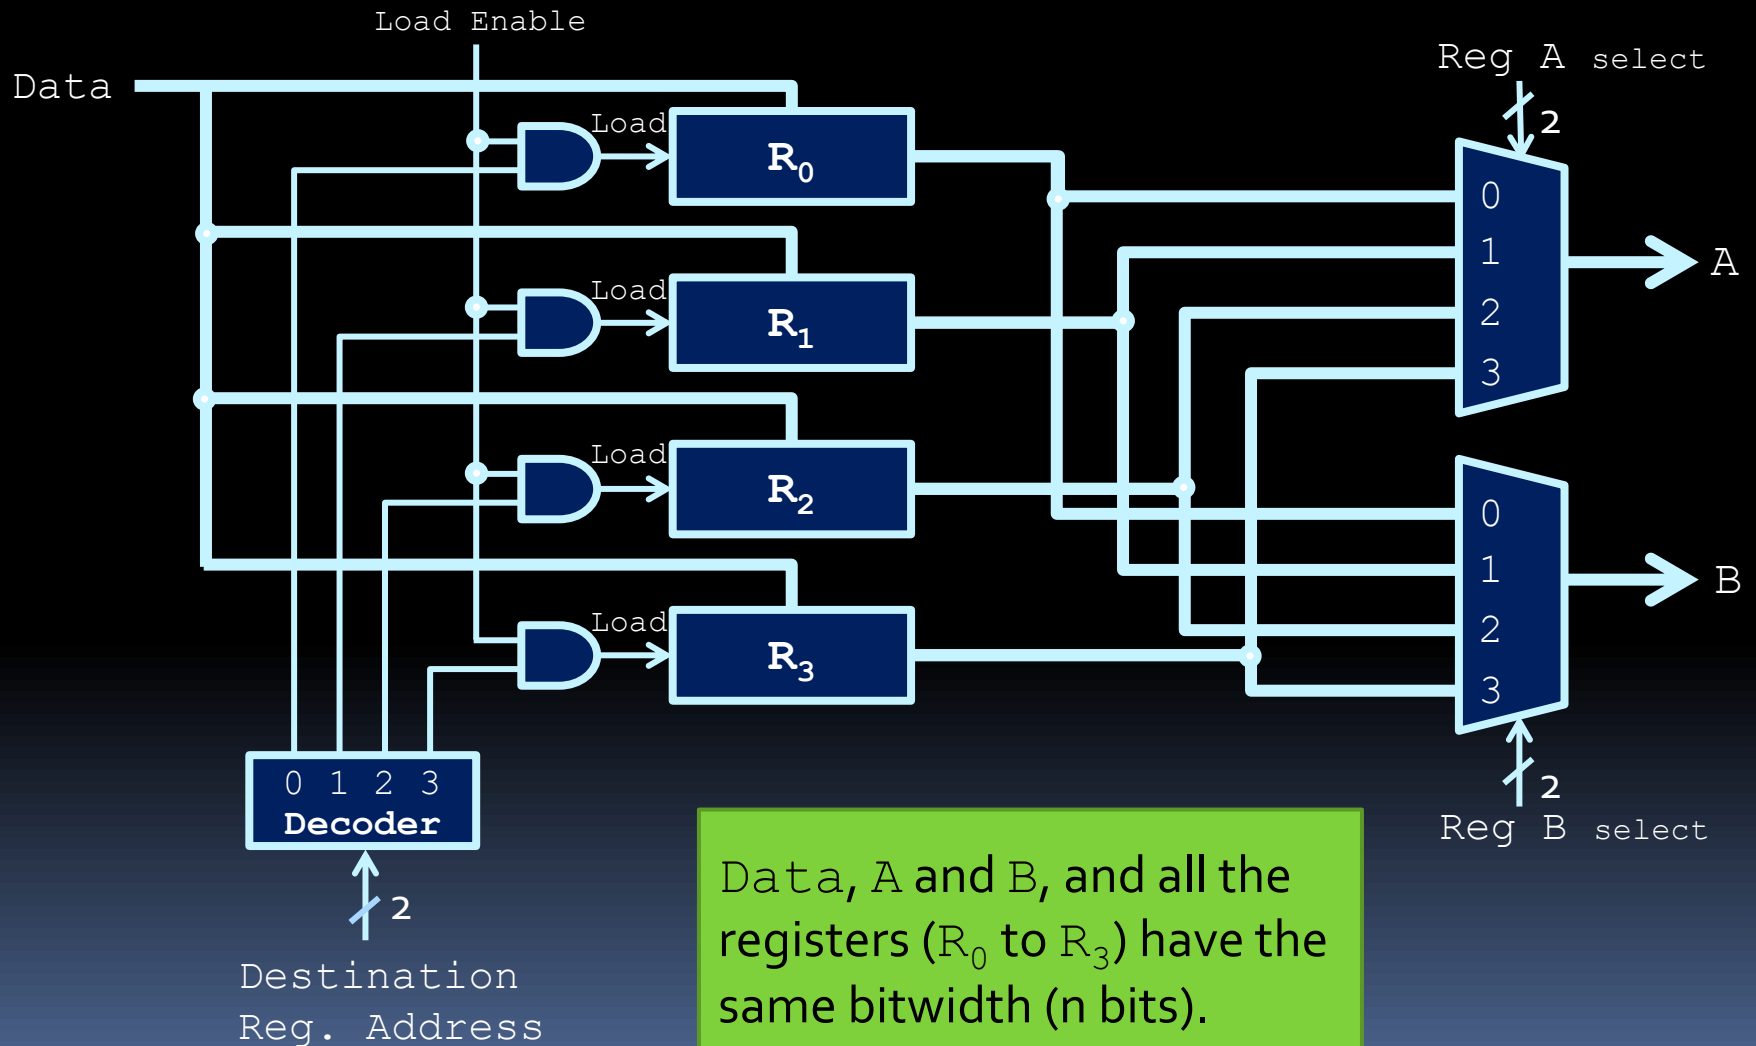 Load Enable
Data
Reg A select
2
Load
R₀
0
1
2
3
A
Load
R₁
Load
R₂
0
1
2
3
B
Load
R₃
2
Reg B select
0 1 2 3
Decoder
2
Destination
Reg. Address
Data, A and B, and all the
registers (R₀ to R₃) have the
same bitwidth (n bits).